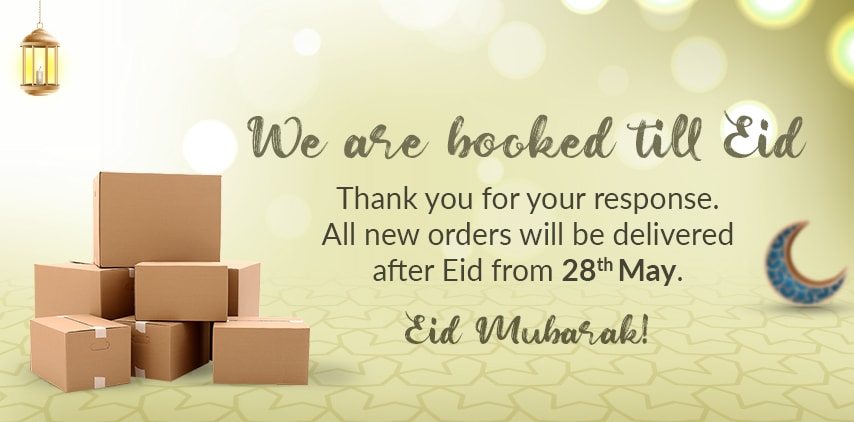 We are booked till Eid
Thank you for your response.
All new orders will be delivered
after Eid from 28th May.
Eid Mubarak!